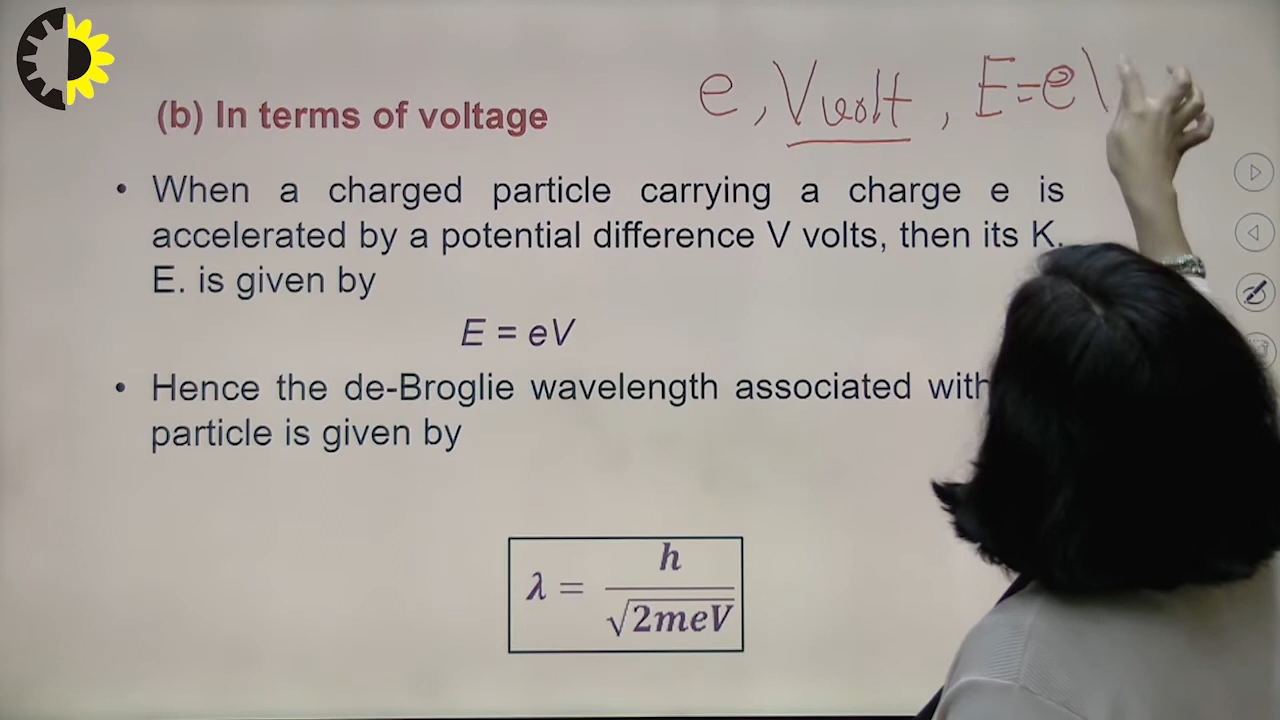 e, V volt, E=e
(b) In terms of voltage
• When a charged particle carrying a charge e is
accelerated by a potential difference V volts, then its K.
E. is given by
E = eV
• Hence the de-Broglie wavelength associated with
particle is given by
λ = h / √2meV